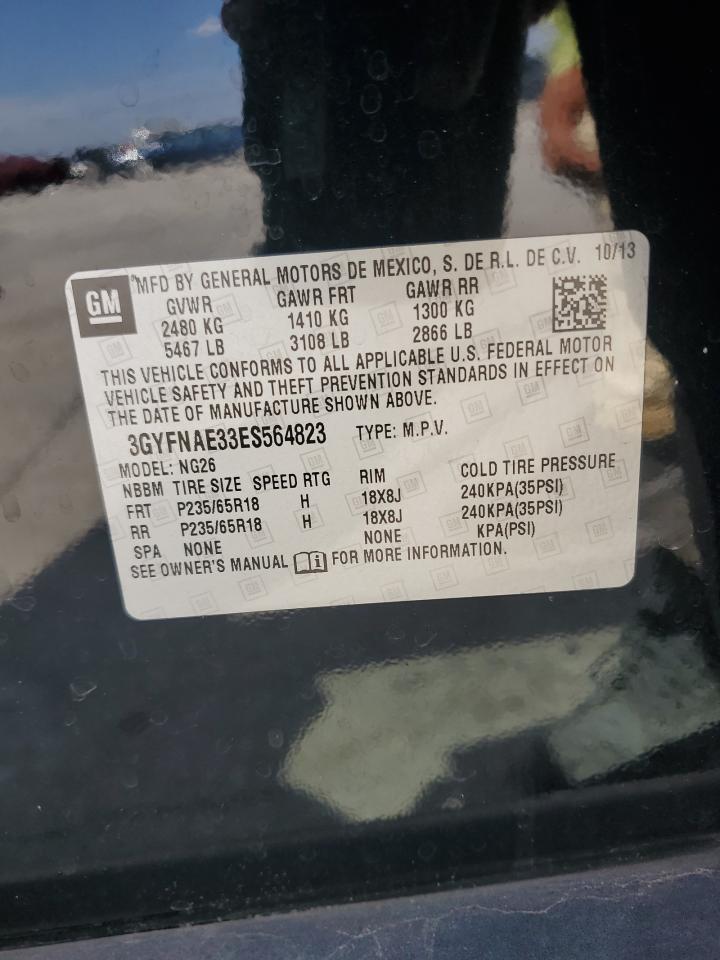 MFD BY GENERAL MOTORS DE MEXICO, S. DE R.L. DE C.V. 10/13
GM
GVWR GAWR FRT GAWR RR
2480 KG 1410 KG 1300 KG
5467 LB 3108 LB 2866 LB
THIS VEHICLE CONFORMS TO ALL APPLICABLE U.S. FEDERAL MOTOR
VEHICLE SAFETY AND THEFT PREVENTION STANDARDS IN EFFECT ON
THE DATE OF MANUFACTURE SHOWN ABOVE.
3GYFNAE33ES564823 TYPE: M.P.V.
MODEL: NG26
NBBM TIRE SIZE SPEED RTG RIM COLD TIRE PRESSURE
FRT P235/65R18 H 18X8J 240KPA(35PSI)
RR P235/65R18 H 18X8J 240KPA(35PSI)
SPA NONE NONE KPA(PSI)
SEE OWNER'S MANUAL FOR MORE INFORMATION.